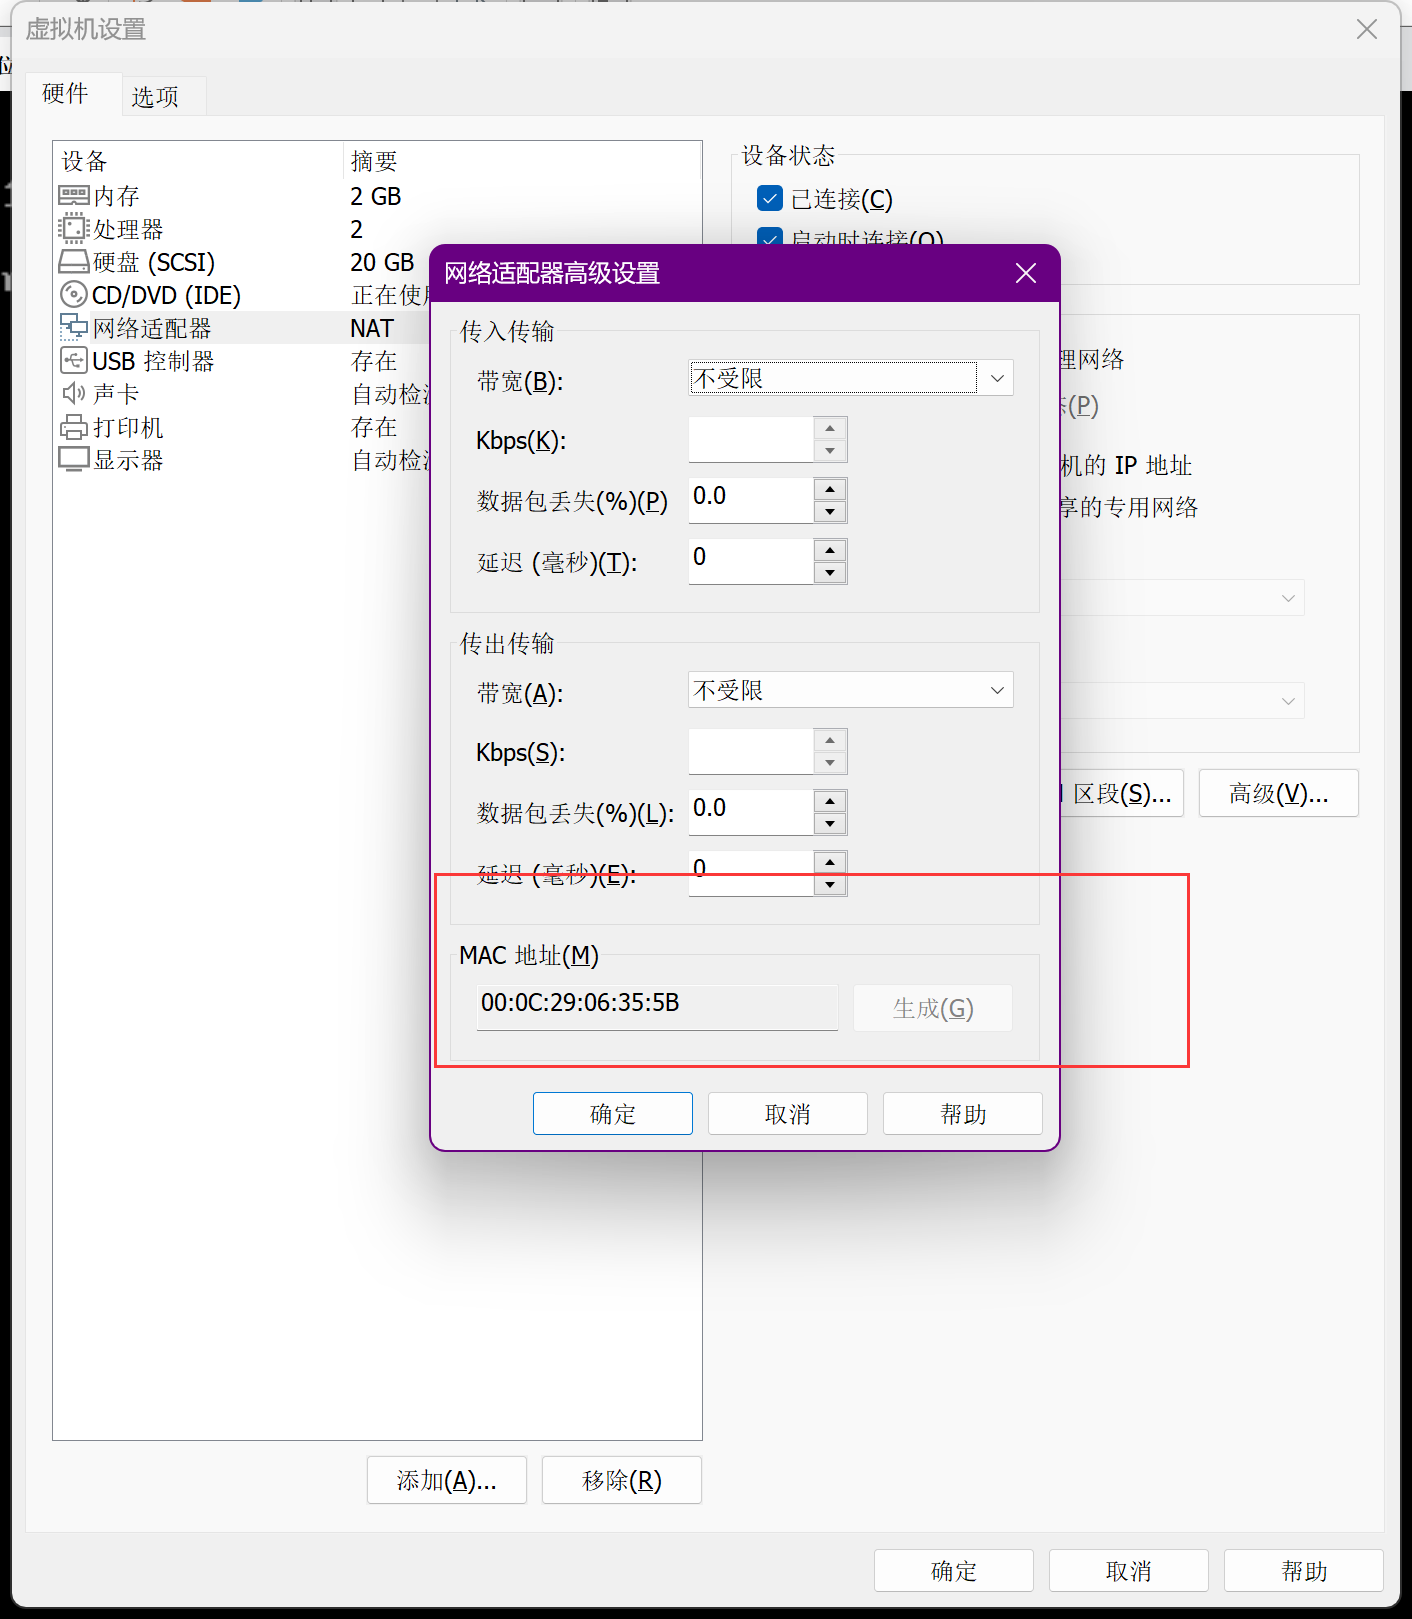 虚拟机设置
硬件
选项
设备
摘要
内存
2 GB
处理器
2
硬盘 (SCSI)
20 GB
CD/DVD (IDE)
正在使
网络适配器
NAT
USB 控制器
存在
声卡
自动检
打印机
存在
显示器
自动检
添加(A)...
移除(R)
设备状态
已连接(C)
启动时连接(O)
理网络
(P)
机的 IP 地址
享的专用网络
区段(S)...
高级(V)...
网络适配器高级设置
传入传输
带宽(B):
不受限
Kbps(K):
数据包丢失(%)(P)
0.0
延迟 (毫秒)(T):
0
传出传输
带宽(A):
不受限
Kbps(S):
数据包丢失(%)(L):
0.0
延迟 (毫秒)(E):
0
MAC 地址(M)
00:0C:29:06:35:5B
生成(G)
确定
取消
帮助
确定
取消
帮助